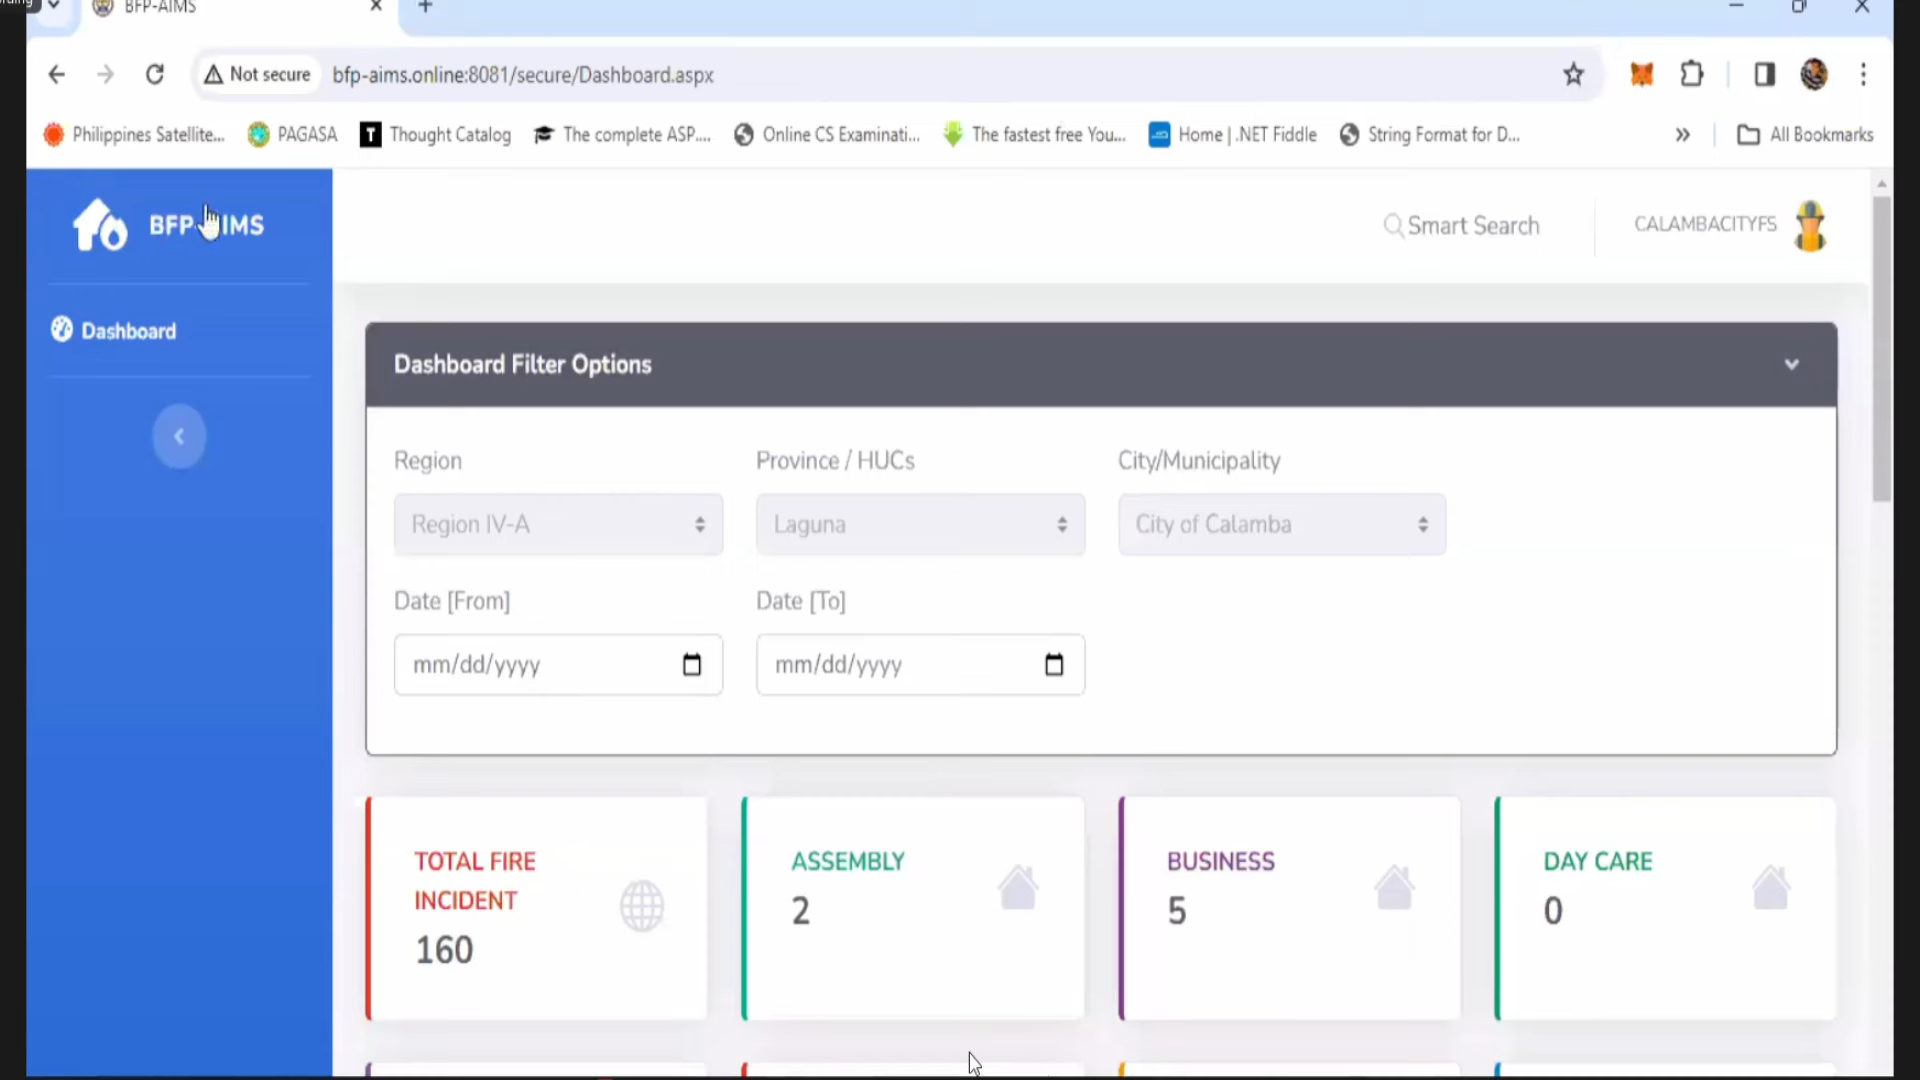 BFP-AIMS
Not secure
bfp-aims.online:8081/secure/Dashboard.aspx
Philippines Satellite...
PAGASA
T
Thought Catalog
The complete ASP....
Online CS Examinati...
The fastest free You...
Home | .NET Fiddle
String Format for D...
All Bookmarks
BFP-AIMS
Smart Search
CALAMBACITYFS
Dashboard
Dashboard Filter Options
Region
Province / HUCs
City/Municipality
Region IV-A
Laguna
City of Calamba
Date [From]
Date [To]
mm/dd/yyyy
mm/dd/yyyy
TOTAL FIRE
INCIDENT
160
ASSEMBLY
2
BUSINESS
5
DAY CARE
0